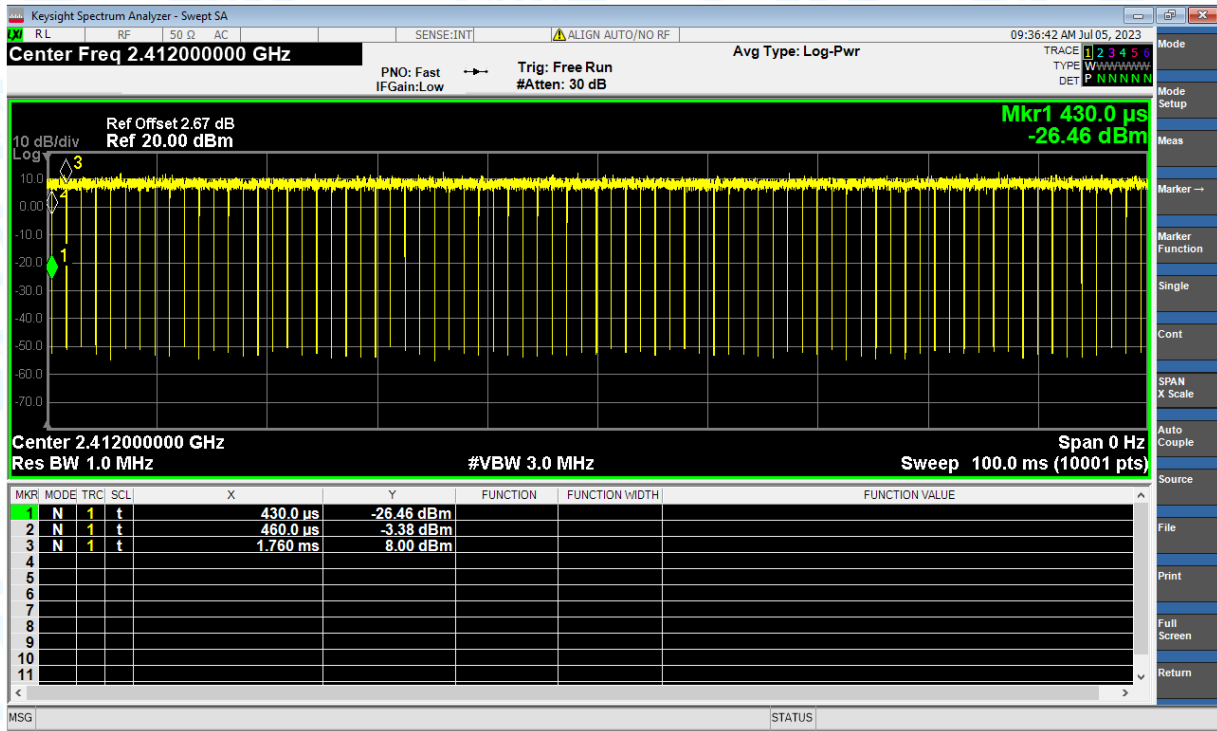 Keysight Spectrum Analyzer - Swept SA
LXI RL RF 50 Ω AC SENSE:INT ALIGN AUTO/NO RF 09:36:42 AM Jul 05, 2023
Center Freq 2.412000000 GHz
PNO: Fast
IFGain:Low
Trig: Free Run
#Atten: 30 dB
Avg Type: Log-Pwr
TRACE 1 2 3 4 5 6
TYPE WWWWWW
DET P N N N N N
Mkr1 430.0 µs
-26.46 dBm
Ref Offset 2.67 dB
10 dB/div Ref 20.00 dBm
Log
10.0
0.00
-10.0
-20.0
-30.0
-40.0
-50.0
-60.0
-70.0
3
2
1
Center 2.412000000 GHz Span 0 Hz
Res BW 1.0 MHz #VBW 3.0 MHz Sweep 100.0 ms (10001 pts)
MKR MODE TRC SCL X Y FUNCTION FUNCTION WIDTH FUNCTION VALUE
1 N 1 t 430.0 µs -26.46 dBm
2 N 1 t 460.0 µs -3.38 dBm
3 N 1 t 1.760 ms 8.00 dBm
4
5
6
7
8
9
10
11
MSG STATUS
Mode
Mode
Setup
Meas
Marker →
Marker
Function
Single
Cont
SPAN
X Scale
Auto
Couple
Source
File
Print
Full
Screen
Return